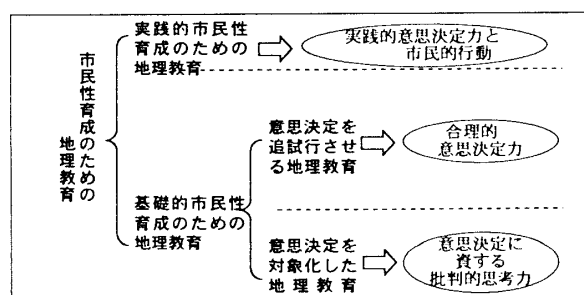 市民性育成のための
地理教育
実践的市民性
育成のための
地理教育
実践的意思決定力と
市民的行動
基礎的市民性
育成のための
地理教育
意思決定を
追試行させ
る地理教育
合理的
意思決定力
意思決定を
対象化した
地理教育
意思決定に
資する
批判的思考力